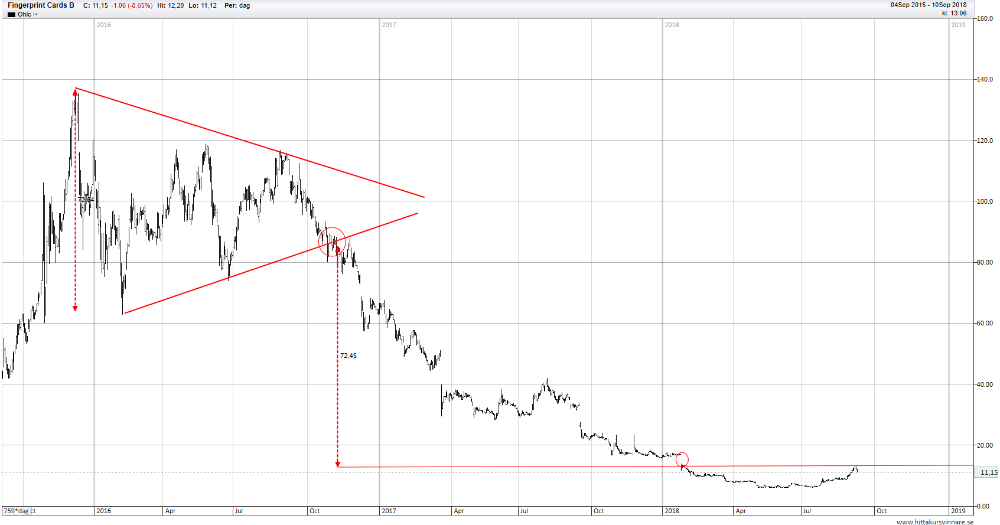 Fingerprint Cards B C: 11,15 -1,06 (-8,65%) Hi: 12,20 Lo: 11,12 Per: dag 04Sep 2015 - 10Sep 2018
Ohlc kl. 13:06
2016 2017 2018 2019
160.0
140.0
120.0
72,64
100.0
80.00
60.00
72,45
40.00
20.00
11,15
0.00
759*dag ct 2016 Apr Jul Oct 2017 Apr Jul Oct 2018 Apr Jul Oct 2019
www.hittakursvinnare.se